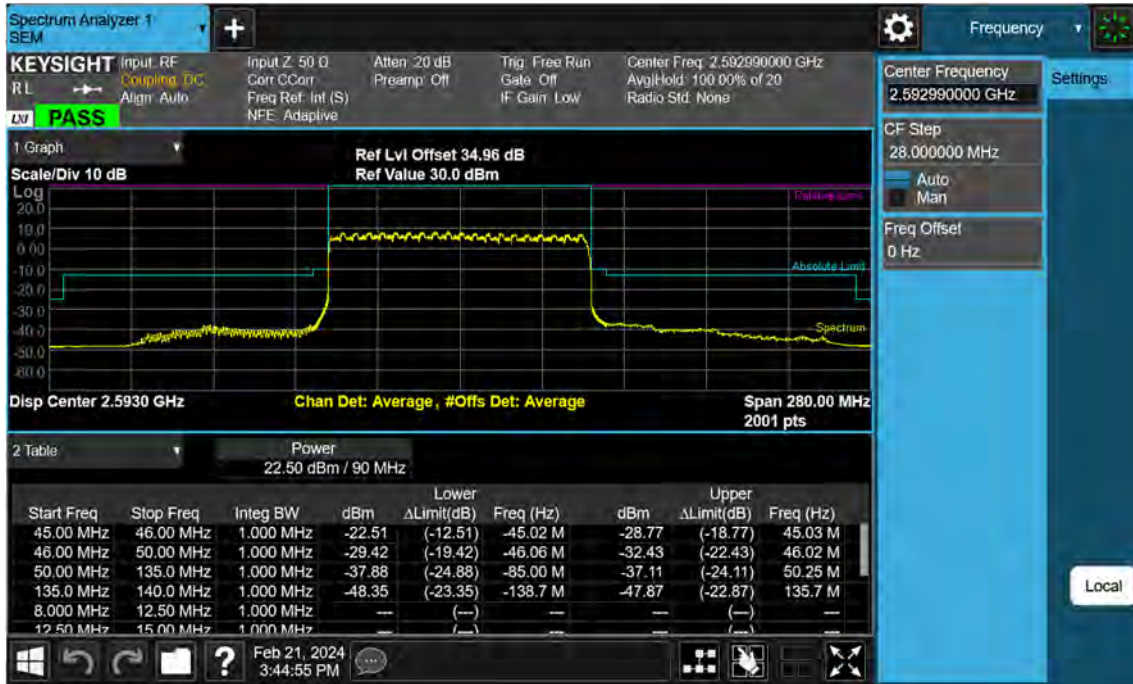 Spectrum Analyzer 1
SEM
Frequency
KEYSIGHT
RL
LXI
PASS
Input: RF
Coupling: DC
Align: Auto
Input Z: 50 Ω
Corr CCorr
Freq Ref: Int (S)
NFE: Adaptive
Atten: 20 dB
Preamp: Off
Trig: Free Run
Gate: Off
IF Gain: Low
Center Freq: 2.592990000 GHz
Avg|Hold: 100.00% of 20
Radio Std: None
Center Frequency
2.592990000 GHz
Settings
CF Step
28.000000 MHz
Auto
Man
Freq Offset
0 Hz
Local
1 Graph
Scale/Div 10 dB
Ref Lvl Offset 34.96 dB
Ref Value 30.0 dBm
Log
20.0
10.0
0.00
-10.0
-20.0
-30.0
-40.0
-50.0
-60.0
Relative Limit
Absolute Limit
Spectrum
Disp Center 2.5930 GHz
Chan Det: Average, #Offs Det: Average
Span 280.00 MHz
2001 pts
2 Table
Power
22.50 dBm / 90 MHz
Lower Upper
Start Freq Stop Freq Integ BW dBm ΔLimit(dB) Freq (Hz) dBm ΔLimit(dB) Freq (Hz)
45.00 MHz 46.00 MHz 1.000 MHz -22.51 (-12.51) -45.02 M -28.77 (-18.77) 45.03 M
46.00 MHz 50.00 MHz 1.000 MHz -29.42 (-19.42) -46.06 M -32.43 (-22.43) 46.02 M
50.00 MHz 135.0 MHz 1.000 MHz -37.88 (-24.88) -85.00 M -37.11 (-24.11) 50.25 M
135.0 MHz 140.0 MHz 1.000 MHz -48.35 (-23.35) -138.7 M -47.87 (-22.87) 135.7 M
8.000 MHz 12.50 MHz 1.000 MHz --- (---) --- --- (---) ---
12.50 MHz 15.00 MHz 1.000 MHz --- (---) --- --- (---) ---
?
Feb 21, 2024
3:44:55 PM